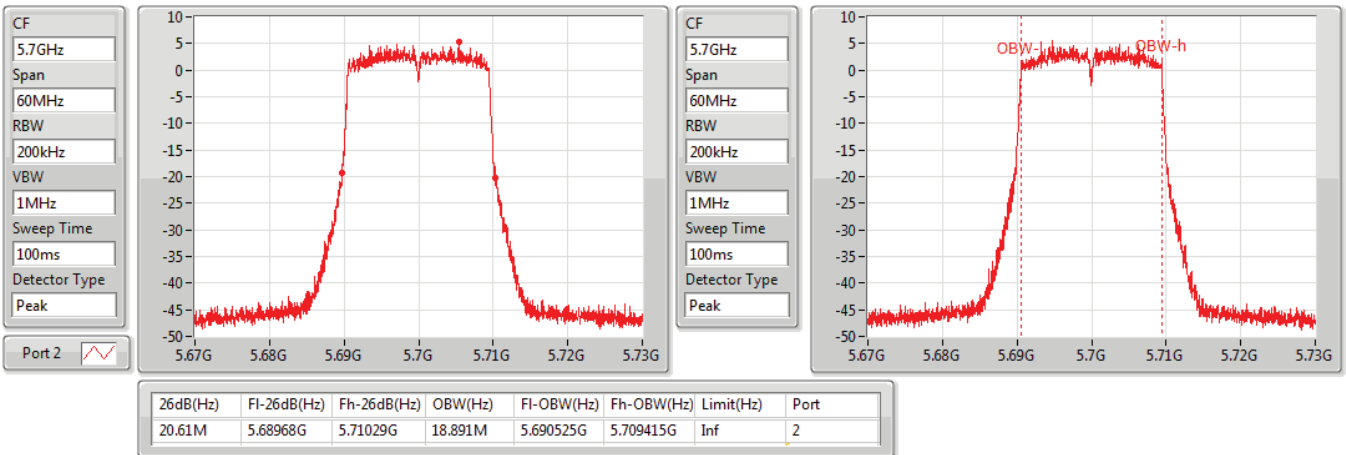 CF
5.7GHz
Span
60MHz
RBW
200kHz
VBW
1MHz
Sweep Time
100ms
Detector Type
Peak
Port 2
10
5
0
-5
-10
-15
-20
-25
-30
-35
-40
-45
-50
5.67G 5.68G 5.69G 5.7G 5.71G 5.72G 5.73G
CF
5.7GHz
Span
60MHz
RBW
200kHz
VBW
1MHz
Sweep Time
100ms
Detector Type
Peak
10
5
0
-5
-10
-15
-20
-25
-30
-35
-40
-45
-50
OBW-l OBW-h
5.67G 5.68G 5.69G 5.7G 5.71G 5.72G 5.73G
26dB(Hz) Fl-26dB(Hz) Fh-26dB(Hz) OBW(Hz) Fl-OBW(Hz) Fh-OBW(Hz) Limit(Hz) Port
20.61M 5.68968G 5.71029G 18.891M 5.690525G 5.709415G Inf 2